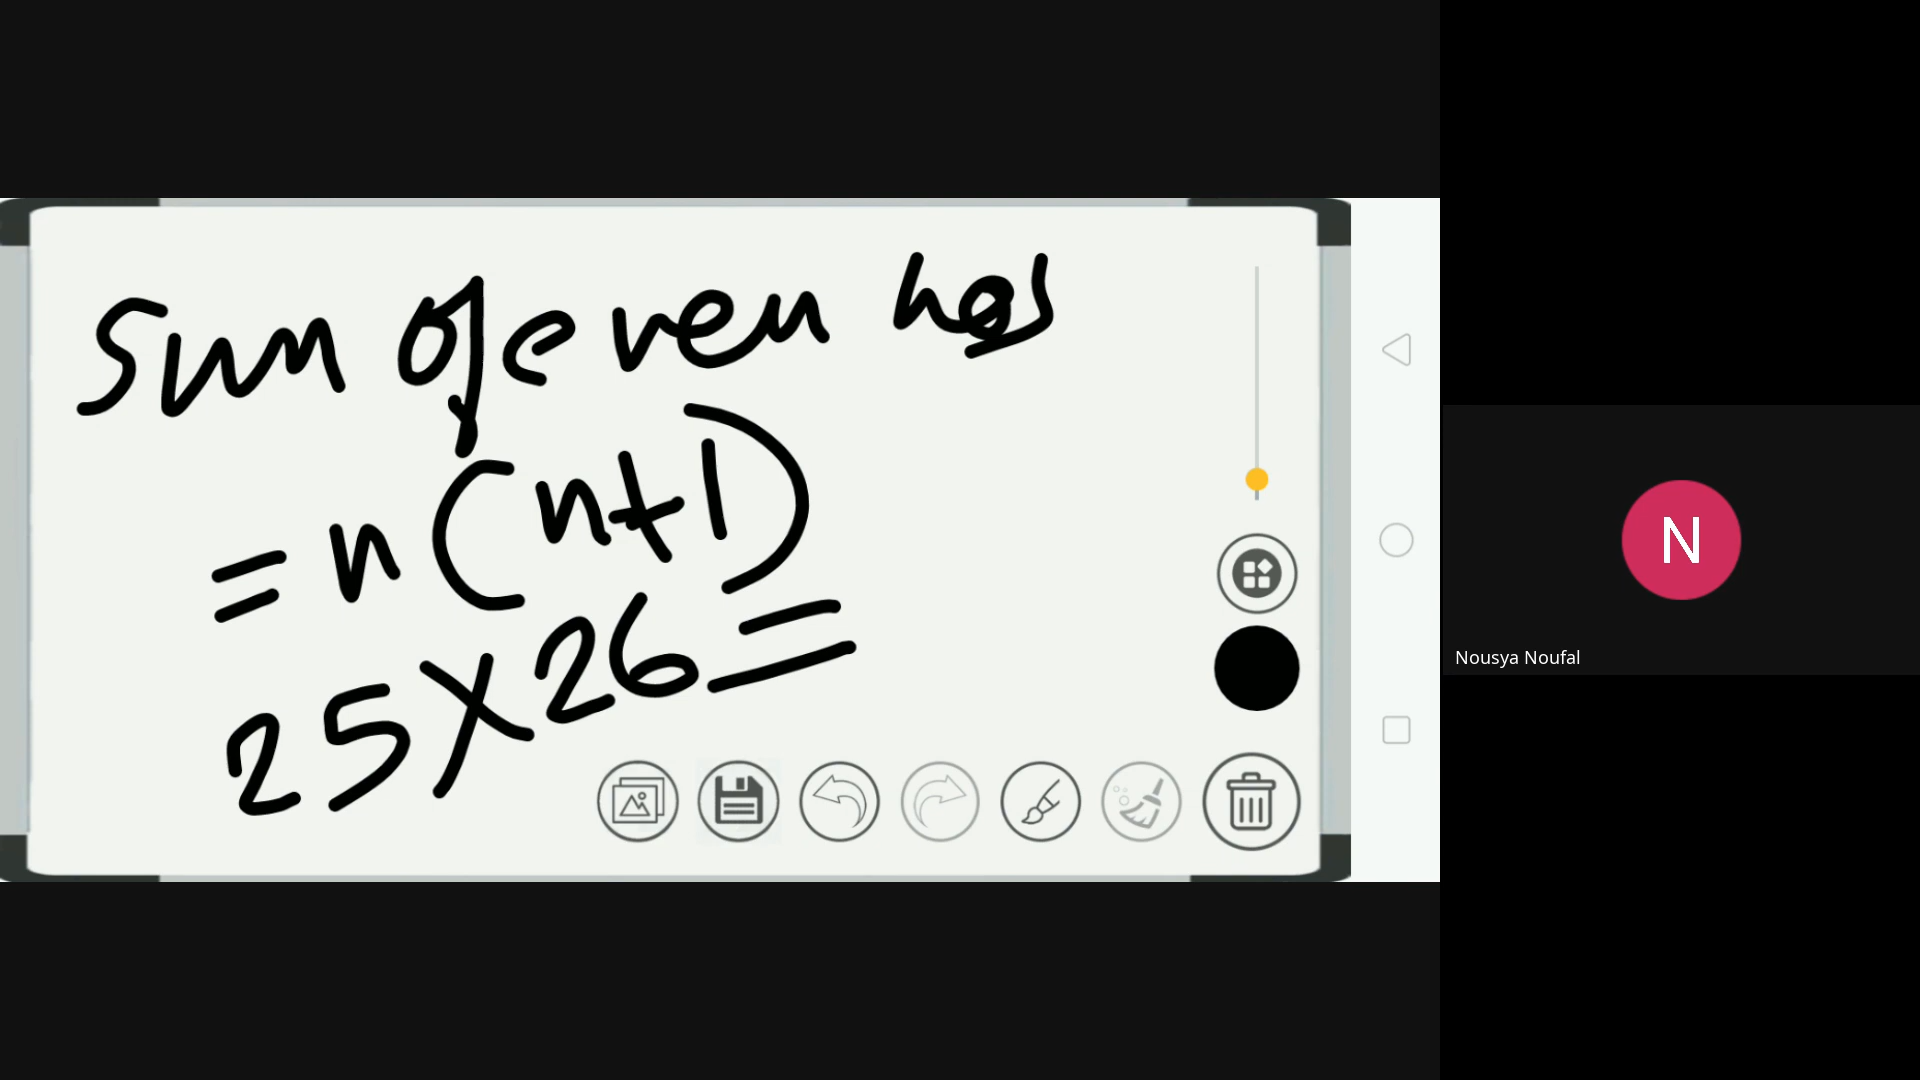 Sum of even nos
= n(n+1)
25X26=
N
Nousya Noufal